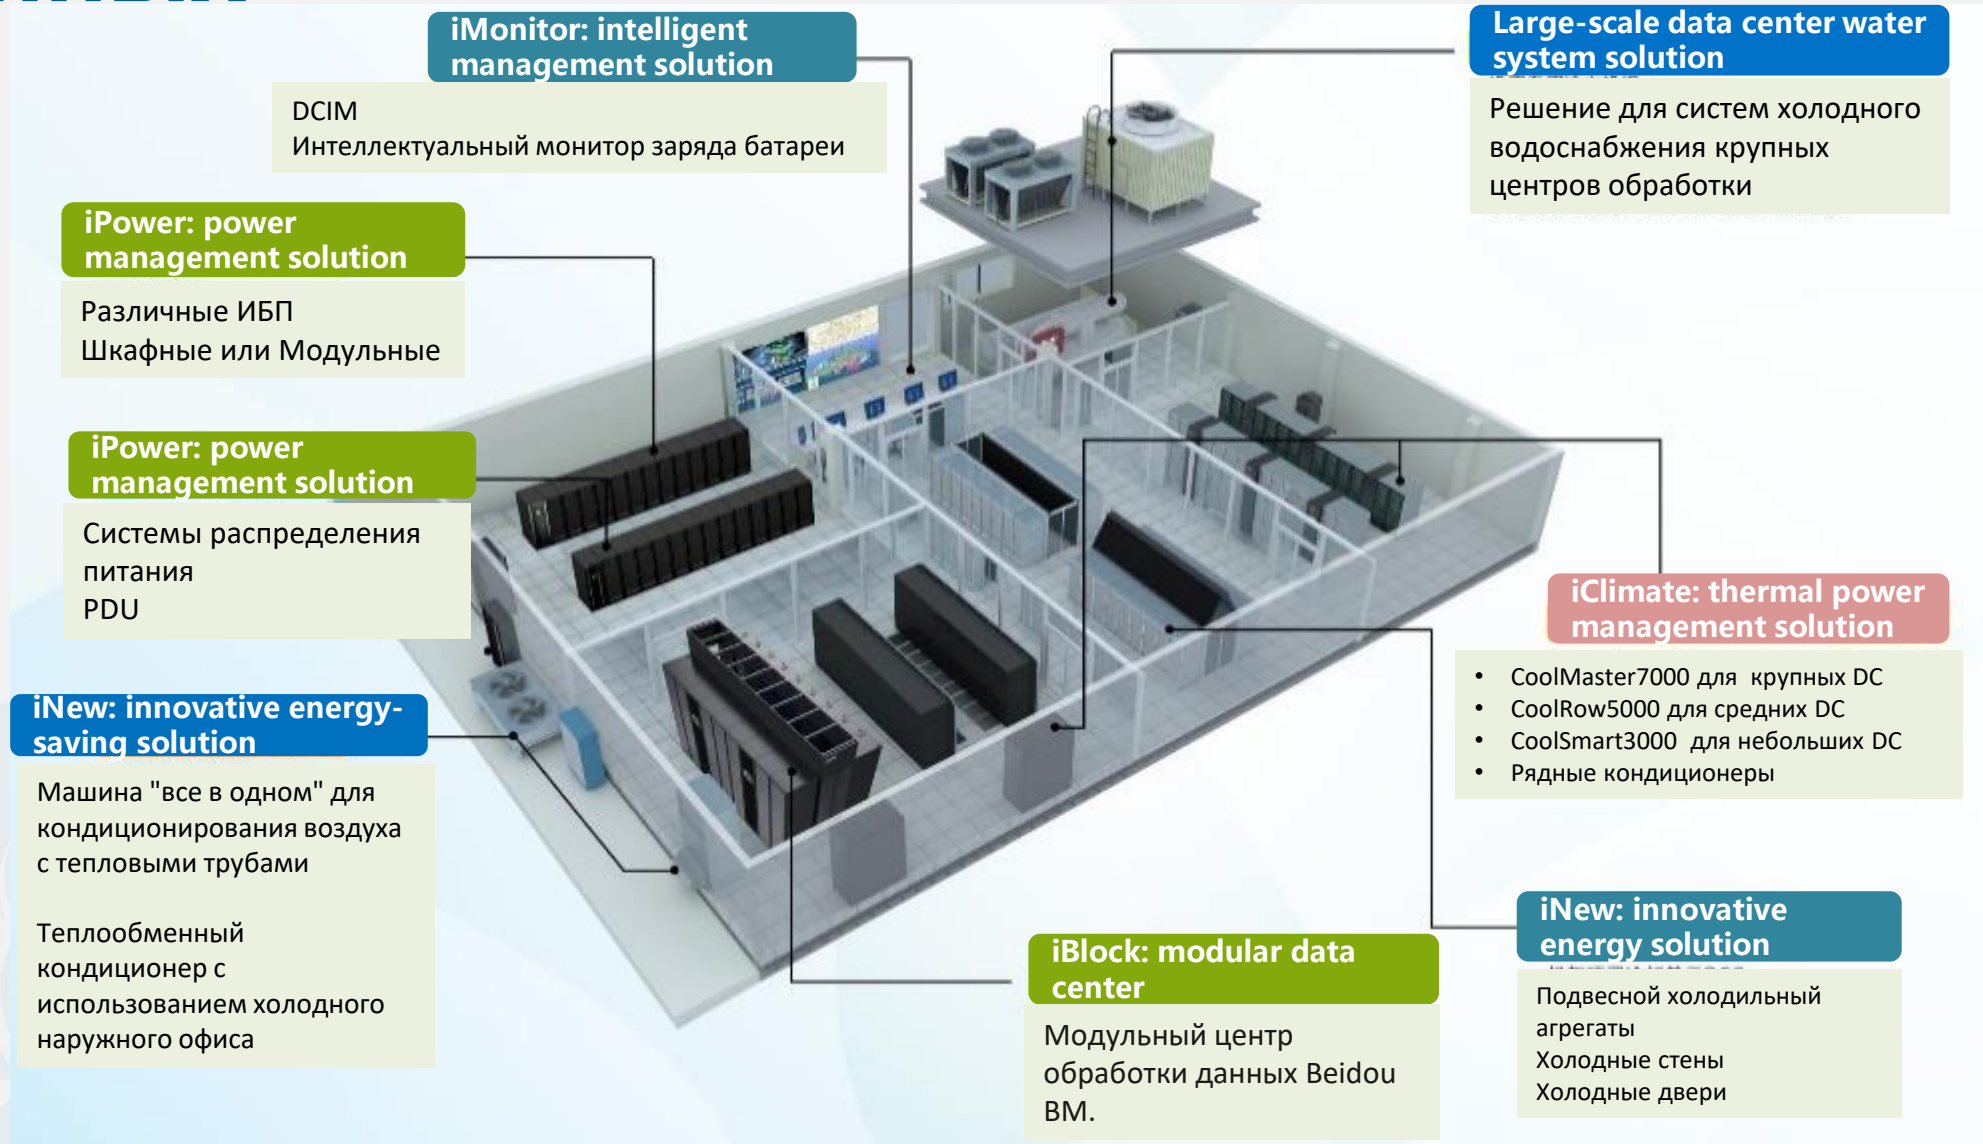 iMonitor: intelligent
management solution
DCIM
Интеллектуальный монитор заряда батареи
Large-scale data center water
system solution
Решение для систем холодного
водоснабжения крупных
центров обработки
iPower: power
management solution
Различные ИБП
Шкафные или Модульные
iPower: power
management solution
Системы распределения
питания
PDU
iClimate: thermal power
management solution
• CoolMaster7000 для крупных DC
• CoolRow5000 для средних DC
• CoolSmart3000 для небольших DC
• Рядные кондиционеры
iNew: innovative energy-
saving solution
Машина "все в одном" для
кондиционирования воздуха
с тепловыми трубами
Теплообменный
кондиционер с
использованием холодного
наружного офиса
iBlock: modular data
center
Модульный центр
обработки данных Beidou
BM.
iNew: innovative
energy solution
Подвесной холодильный
агрегаты
Холодные стены
Холодные двери